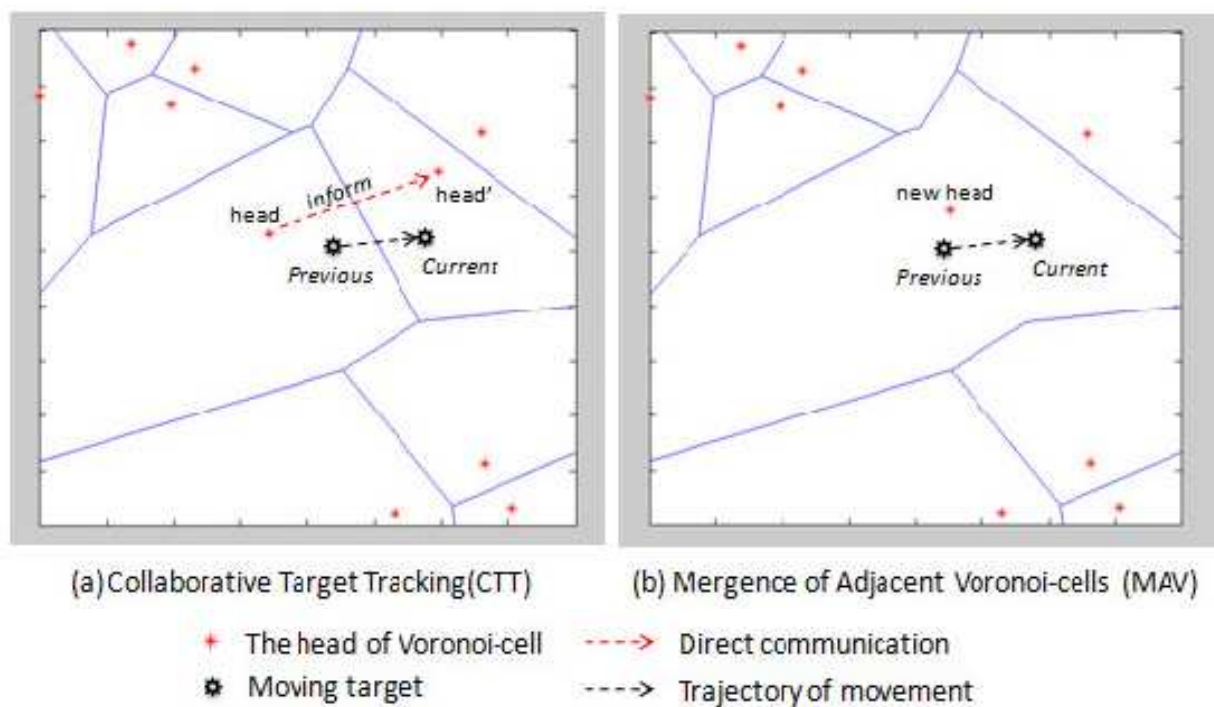 inform
head
head'
Previous
Current
new head
Previous
Current
(a) Collaborative Target Tracking(CTT)
(b) Mergence of Adjacent Voronoi-cells (MAV)
The head of Voronoi-cell
Direct communication
Moving target
Trajectory of movement